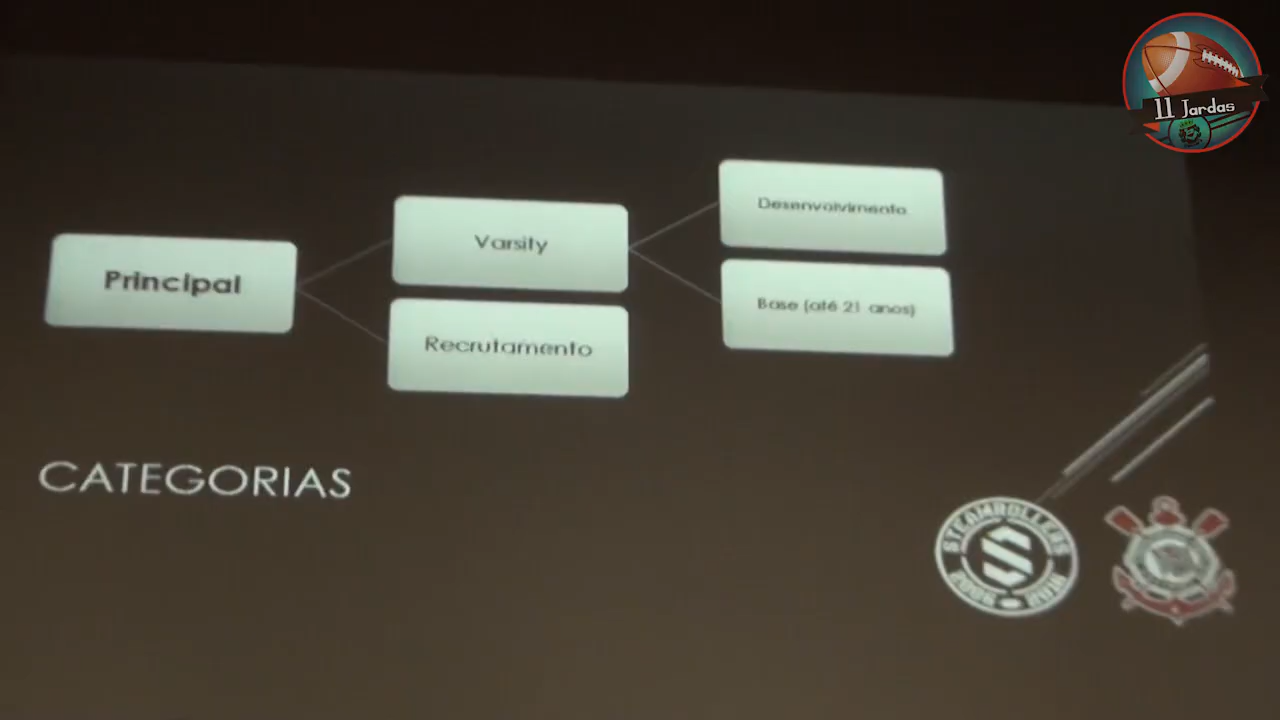 11 Jardas
Principal
Varsity
Recrutamento
Desenvolvimento
Base (até 21 anos)
CATEGORIAS
STEAMROLLERS
S